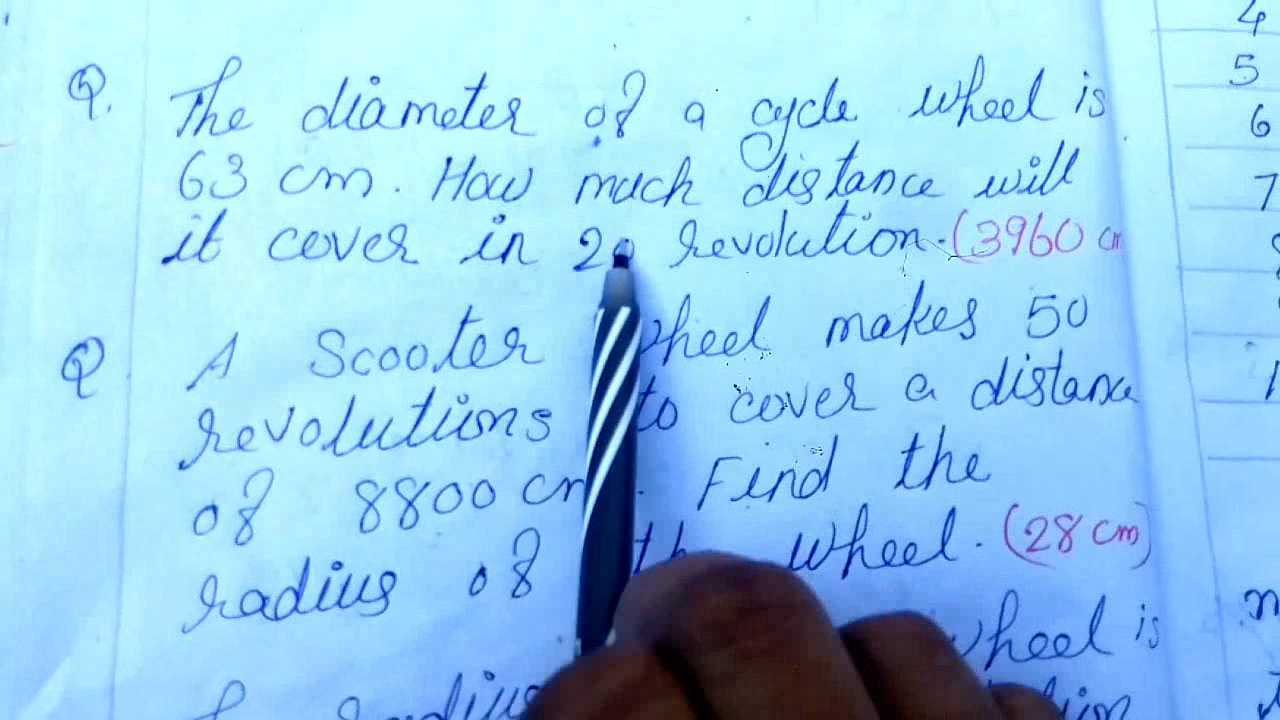 Q. The diameter of a cycle wheel is
63 cm. How much distance will
it cover in 20 revolution. (3960 cm
Q A Scooter wheel makes 50
revolutions to cover a distance
of 8800 cm. Find the
radius of the wheel. (28 cm)
wheel is
4
5
6
7